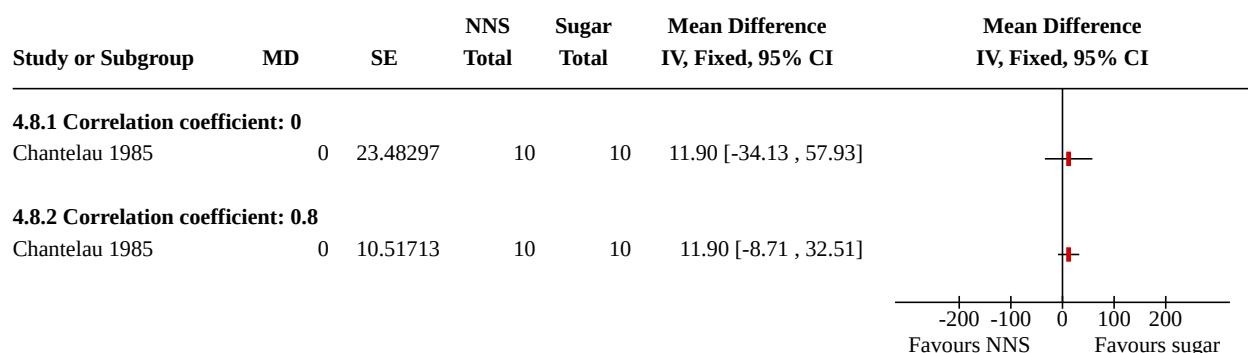 NNS Sugar Mean Difference Mean Difference
Study or Subgroup MD SE Total Total IV, Fixed, 95% CI IV, Fixed, 95% CI
4.8.1 Correlation coefficient: 0
Chantelau 1985 0 23.48297 10 10 11.90 [-34.13 , 57.93]
4.8.2 Correlation coefficient: 0.8
Chantelau 1985 0 10.51713 10 10 11.90 [-8.71 , 32.51]
-200 -100 0 100 200
Favours NNS Favours sugar